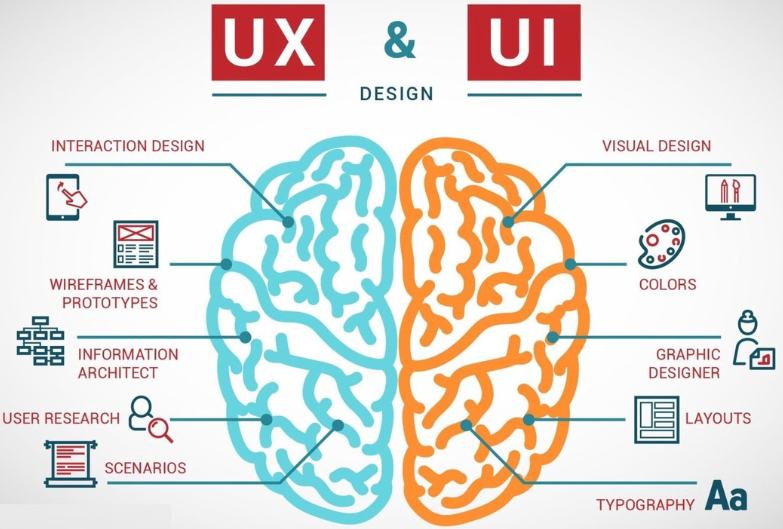 UX & UI
DESIGN
INTERACTION DESIGN
WIREFRAMES &
PROTOTYPES
INFORMATION
ARCHITECT
USER RESEARCH
SCENARIOS
VISUAL DESIGN
COLORS
GRAPHIC
DESIGNER
LAYOUTS
TYPOGRAPHY Aa